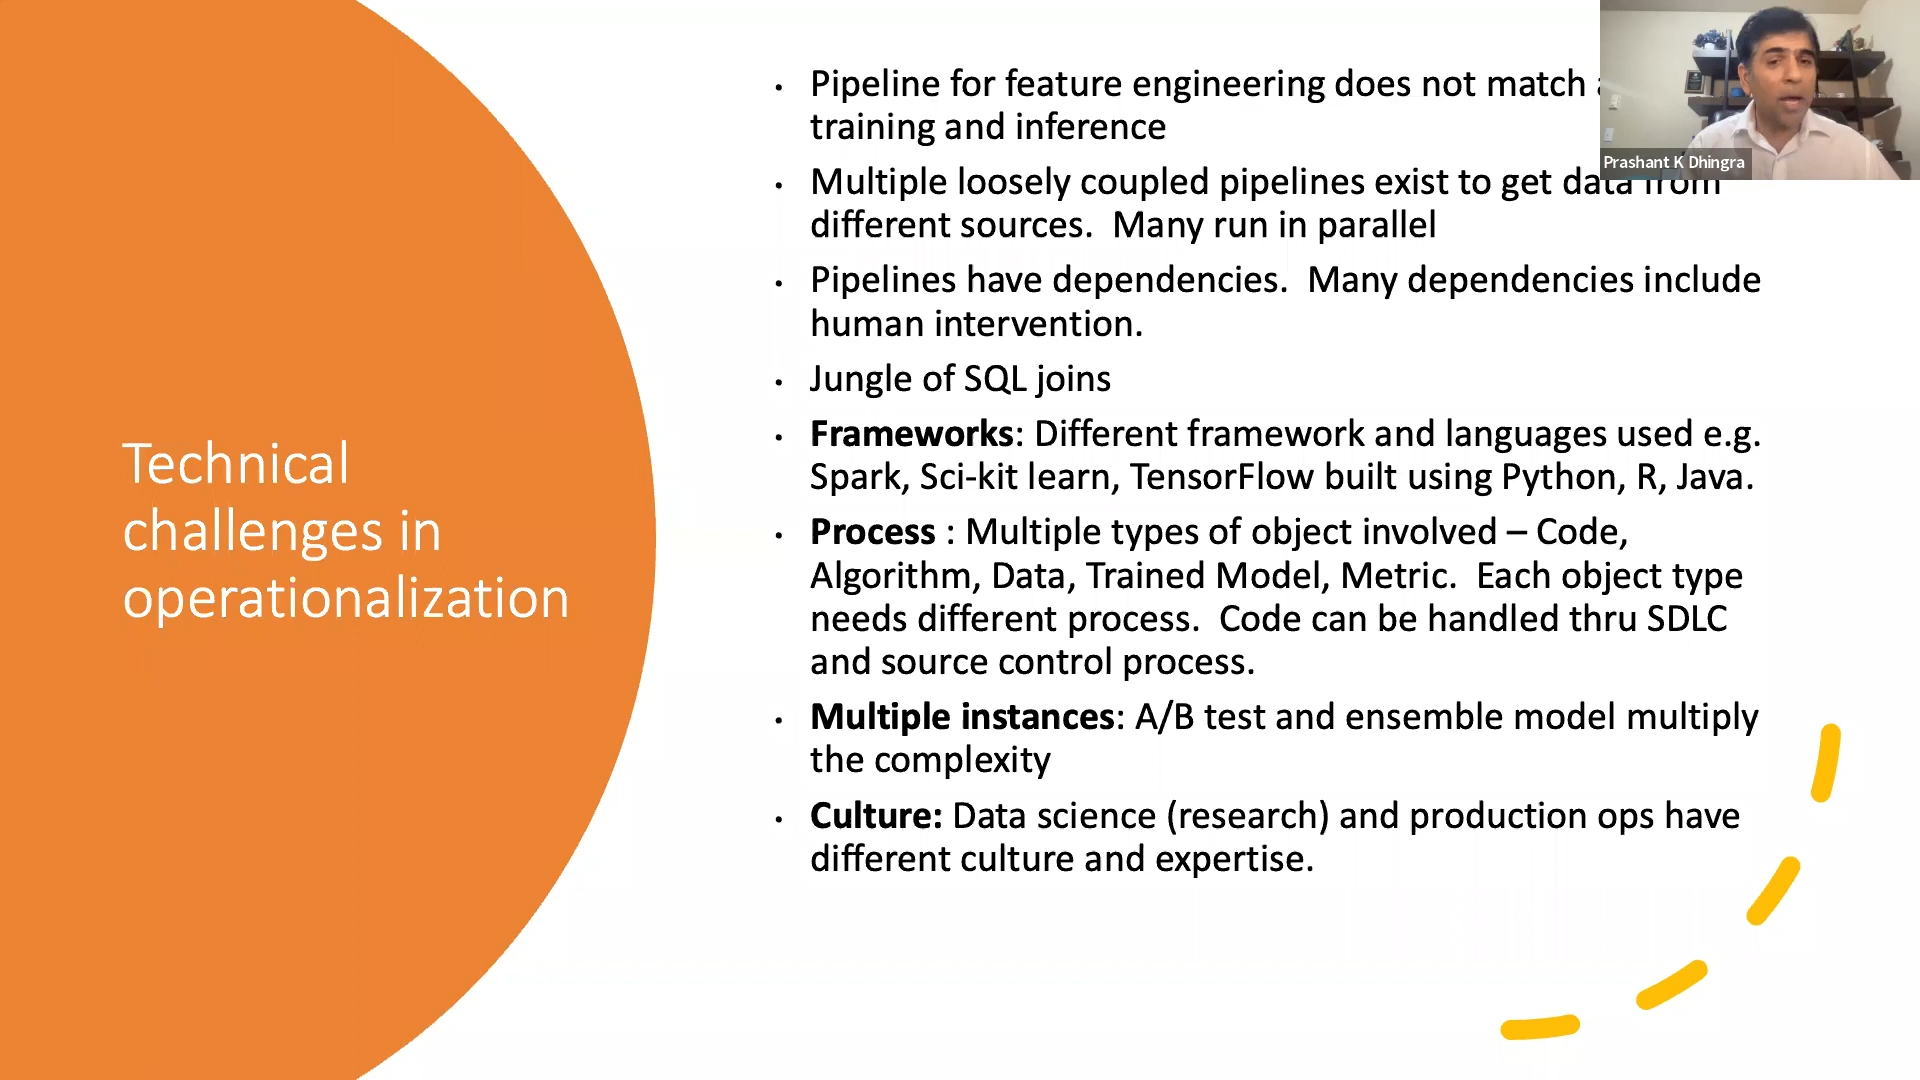 Technical
challenges in
operationalization
• Pipeline for feature engineering does not match
training and inference
• Multiple loosely coupled pipelines exist to get data from
different sources.  Many run in parallel
• Pipelines have dependencies.  Many dependencies include
human intervention.
• Jungle of SQL joins
• Frameworks: Different framework and languages used e.g.
Spark, Sci-kit learn, TensorFlow built using Python, R, Java.
• Process : Multiple types of object involved – Code,
Algorithm, Data, Trained Model, Metric.  Each object type
needs different process.  Code can be handled thru SDLC
and source control process.
• Multiple instances: A/B test and ensemble model multiply
the complexity
• Culture: Data science (research) and production ops have
different culture and expertise.
Prashant K Dhingra